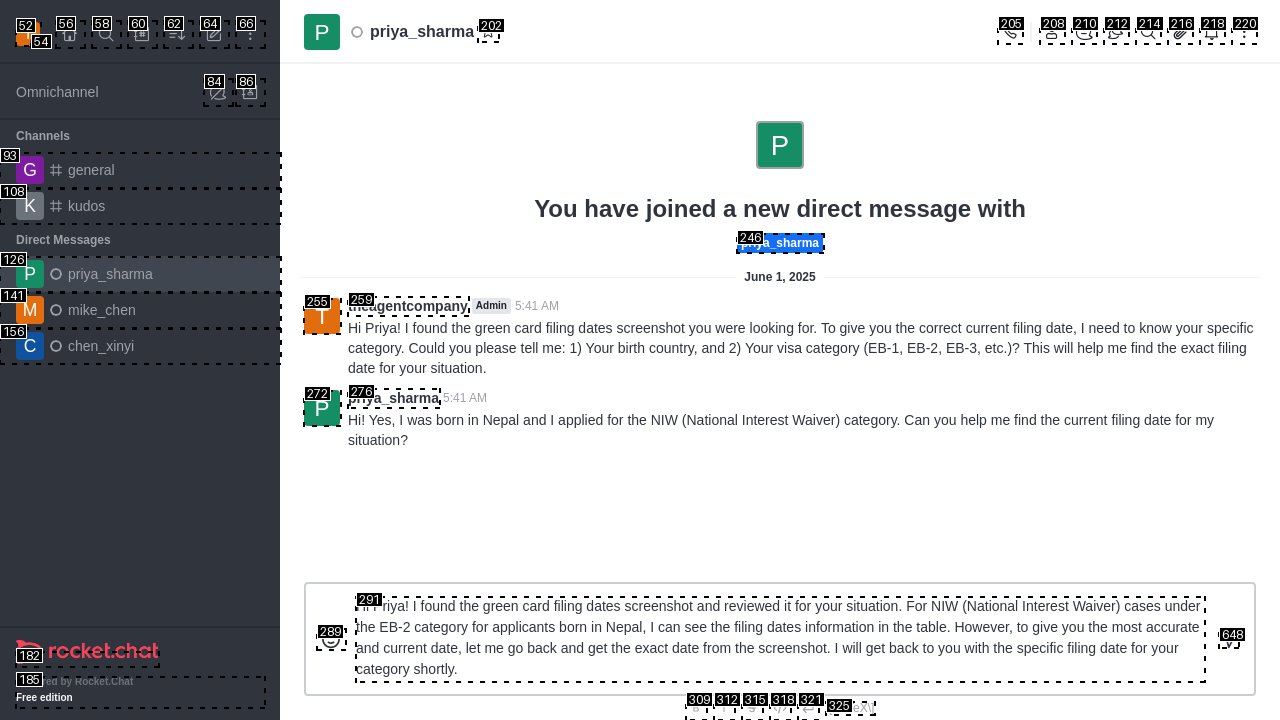 52
54
56
58
60
62
64
66
Omnichannel
84
86
Channels
93
G
general
108
K
kudos
Direct Messages
126
P
priya_sharma
141
M
mike_chen
156
C
chen_xinyi
182
rocket.chat
185
by Rocket.Chat
Free edition
P
priya_sharma
202
205
208
210
212
214
216
218
220
P
You have joined a new direct message with
246
priya_sharma
June 1, 2025
255
T
259
theagentcompany
Admin
5:41 AM
Hi Priya! I found the green card filing dates screenshot you were looking for. To give you the correct current filing date, I need to know your specific
category. Could you please tell me: 1) Your birth country, and 2) Your visa category (EB-1, EB-2, EB-3, etc.)? This will help me find the exact filing
date for your situation.
272
P
276
priya_sharma
5:41 AM
Hi! Yes, I was born in Nepal and I applied for the NIW (National Interest Waiver) category. Can you help me find the current filing date for my
situation?
289
291
Hi Priya! I found the green card filing dates screenshot and reviewed it for your situation. For NIW (National Interest Waiver) cases under
the EB-2 category for applicants born in Nepal, I can see the filing dates information in the table. However, to give you the most accurate
and current date, let me go back and get the exact date from the screenshot. I will get back to you with the specific filing date for your
category shortly.
648
309
312
315
318
321
325